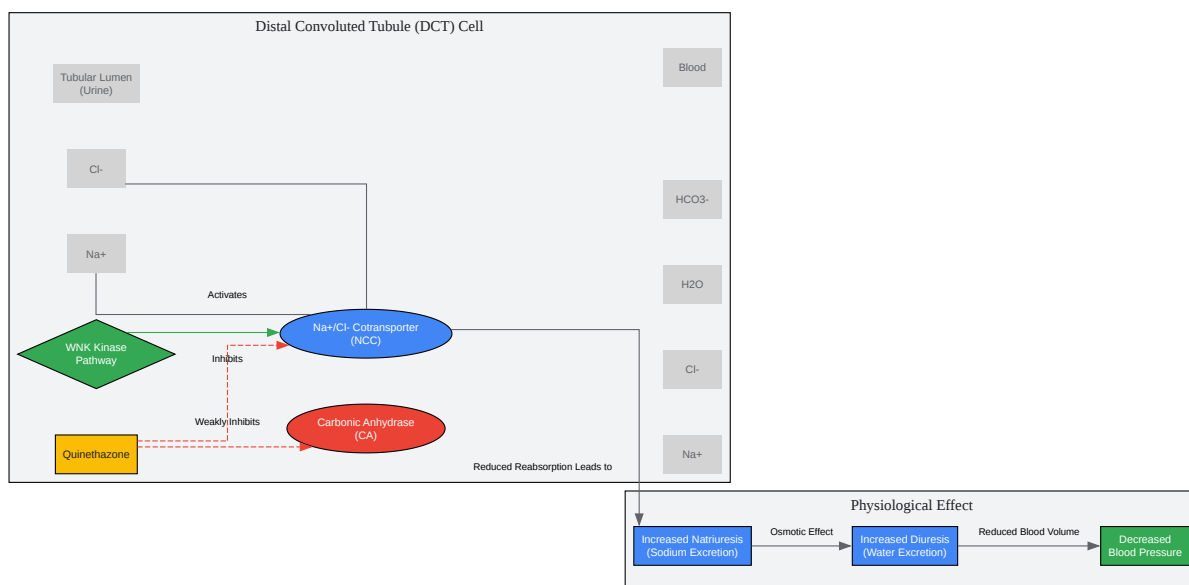 Distal Convoluted Tubule (DCT) Cell
Tubular Lumen
(Urine)
Blood
Cl-
HCO3-
Na+
H2O
Activates
Na+/Cl- Cotransporter
(NCC)
WNK Kinase
Pathway
Inhibits
Cl-
Weakly Inhibits
Carbonic Anhydrase
(CA)
Quinethazone
Na+
Reduced Reabsorption Leads to
Physiological Effect
Increased Natriuresis
(Sodium Excretion)
Osmotic Effect
Increased Diuresis
(Water Excretion)
Reduced Blood Volume
Decreased
Blood Pressure